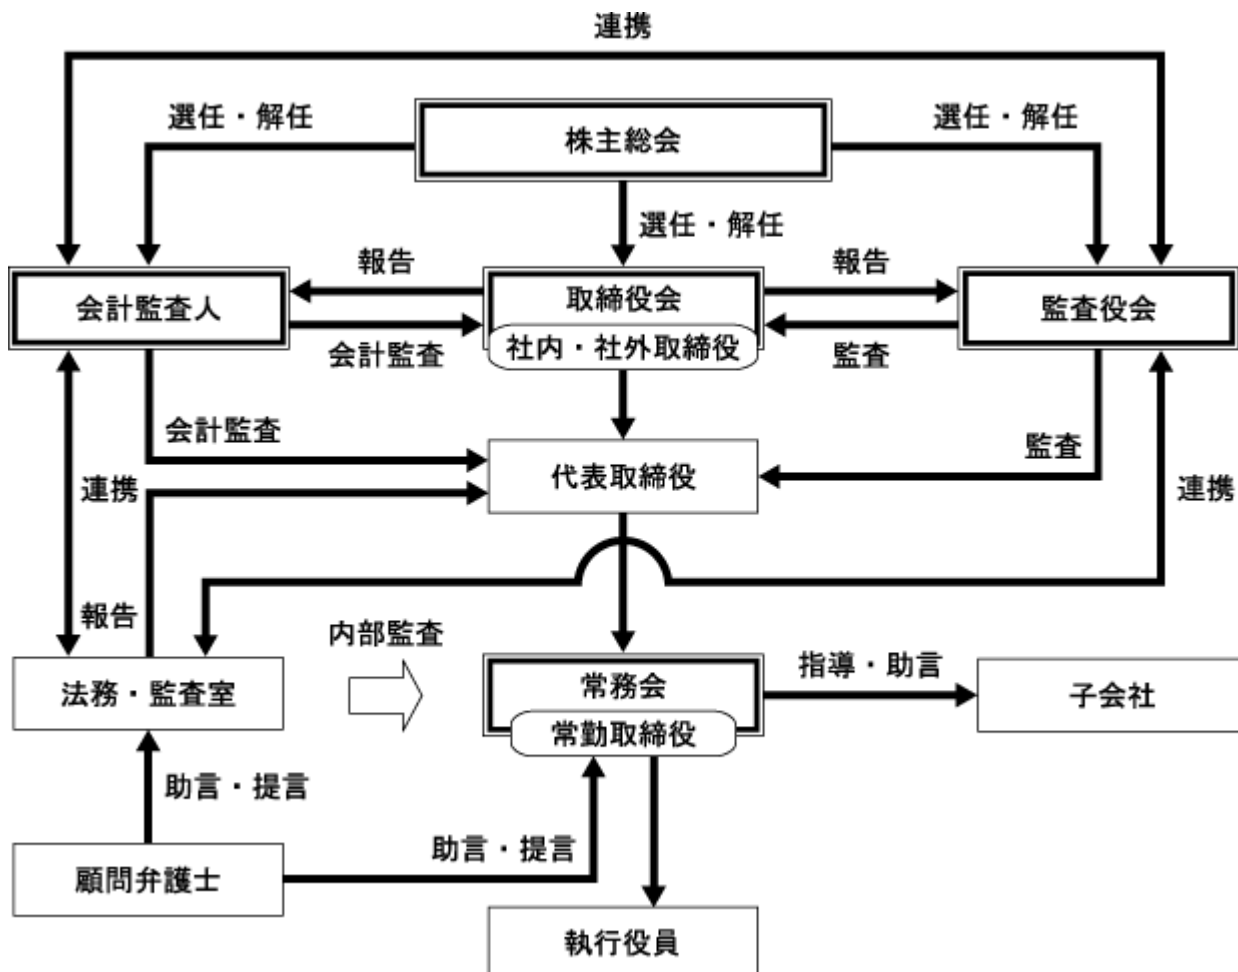 連携
選任・解任
株主総会
選任・解任
選任・解任
報告
報告
会計監査人
取締役会
監査役会
社内・社外取締役
会計監査
監査
会計監査
監査
代表取締役
連携
連携
報告
内部監査
法務・監査室
常務会
指導・助言
子会社
常勤取締役
助言・提言
助言・提言
顧問弁護士
執行役員